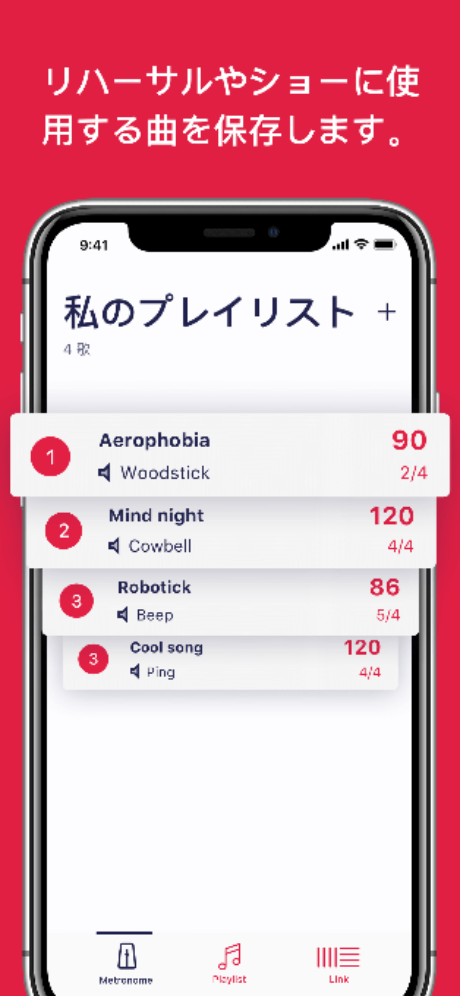 リハーサルやショーに使
用する曲を保存します。
9:41
私のプレイリスト +
4 歌
1 Aerophobia 90
Woodstick 2/4
2 Mind night 120
Cowbell 4/4
3 Robotick 86
Beep 5/4
3 Cool song 120
Ping 4/4
Metronome Playlist Link